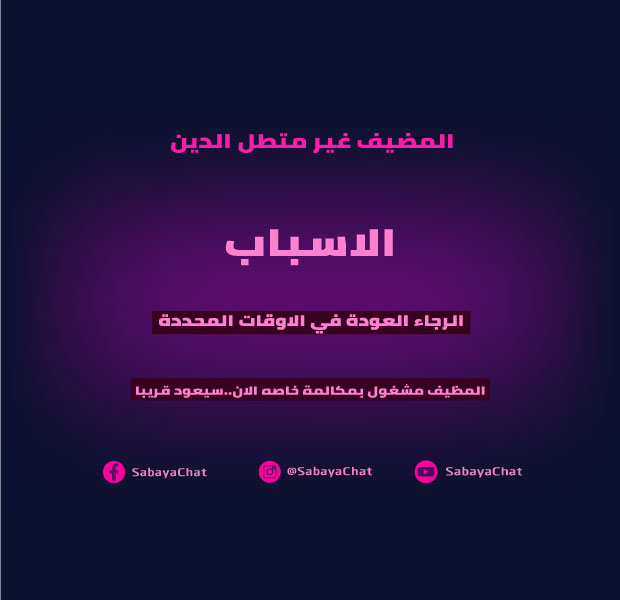 المضيف غير متطل الدين
الاسباب
الرجاء العودة في الاوقات المحددة
المظيف مشغول بمكالمة خاصه الان..سيعود قريبا
SabayaChat @SabayaChat SabayaChat